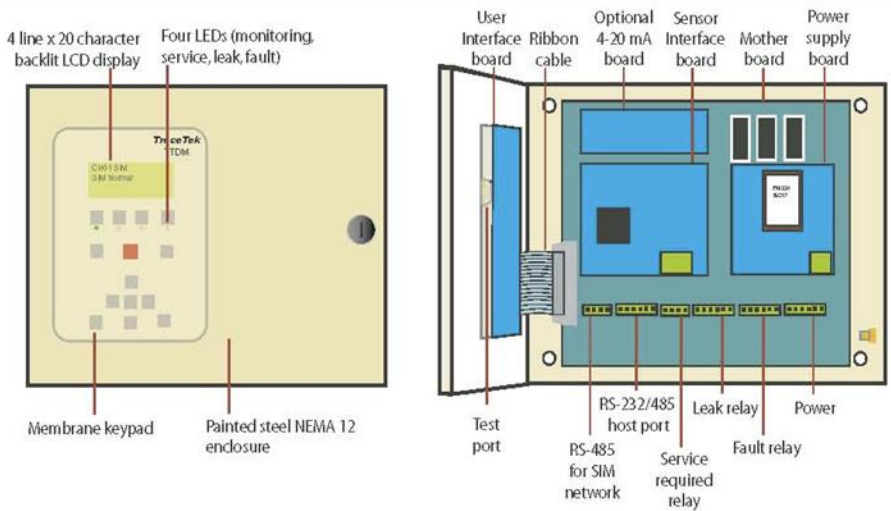 4 line x 20 character
backlit LCD display
Four LEDs (monitoring,
service, leak, fault)
TraceTek
TTDM
SIM Normal
Membrane keypad
Painted steel NEMA 12
enclosure
User
Interface
board
Ribbon
cable
Optional
4-20 mA
board
Sensor
Interface
board
Mother
board
Power
supply
board
Test
port
RS-485
for SIM
network
RS-232/485
host port
Service
required
relay
Leak relay
Fault relay
Power